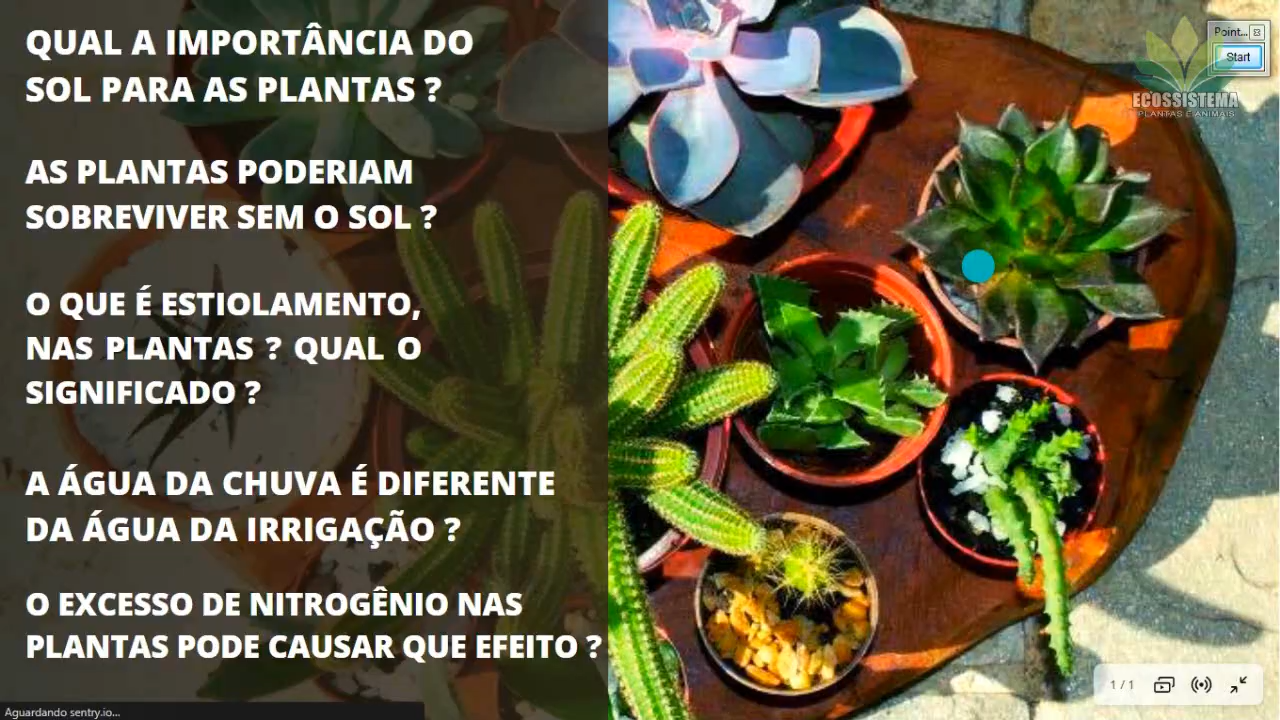 QUAL A IMPORTÂNCIA DO
SOL PARA AS PLANTAS ?
AS PLANTAS PODERIAM
SOBREVIVER SEM O SOL ?
O QUE É ESTIOLAMENTO,
NAS PLANTAS ? QUAL O
SIGNIFICADO ?
A ÁGUA DA CHUVA É DIFERENTE
DA ÁGUA DA IRRIGAÇÃO ?
O EXCESSO DE NITROGÊNIO NAS
PLANTAS PODE CAUSAR QUE EFEITO ?
Point...
Start
ECOSSISTEMA
PLANTAS E ANIMAIS
1 / 1
Aguardando sentry.io...